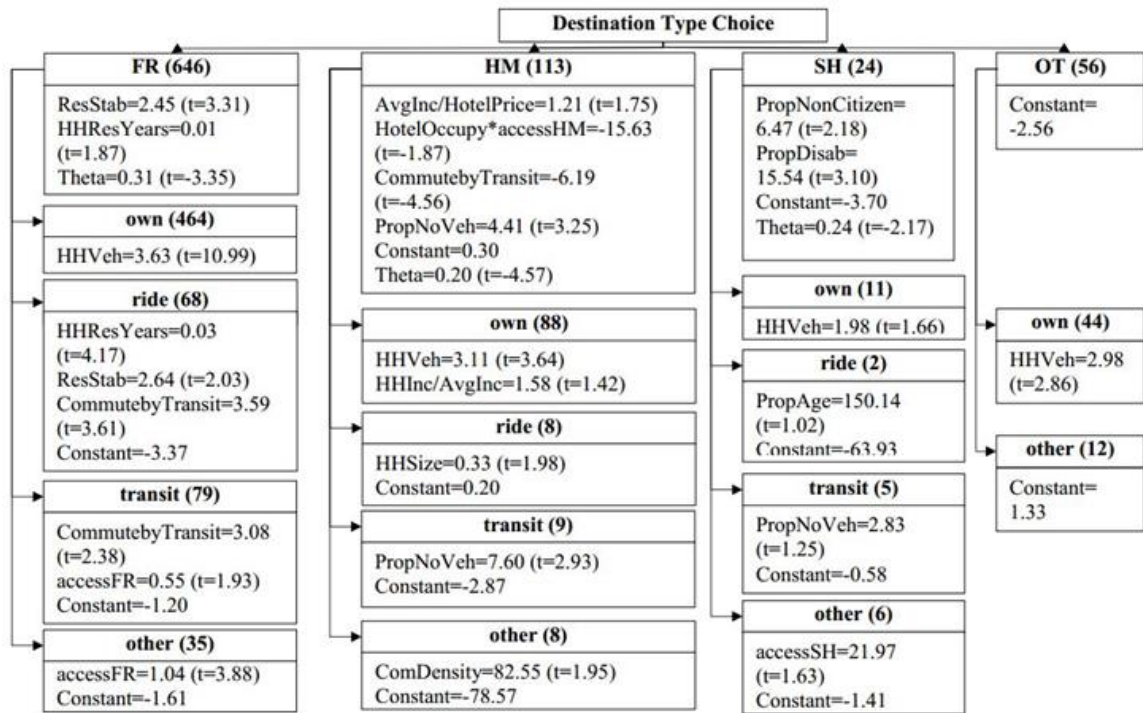 Destination Type Choice
FR (646)
ResStab=2.45 (t=3.31)
HHResYears=0.01
(t=1.87)
Theta=0.31 (t=-3.35)
own (464)
HHVeh=3.63 (t=10.99)
ride (68)
HHResYears=0.03
(t=4.17)
ResStab=2.64 (t=2.03)
CommutebyTransit=3.59
(t=3.61)
Constant=-3.37
transit (79)
CommutebyTransit=3.08
(t=2.38)
accessFR=0.55 (t=1.93)
Constant=-1.20
other (35)
accessFR=1.04 (t=3.88)
Constant=-1.61
HM (113)
AvgInc/HotelPrice=1.21 (t=1.75)
HotelOccupy*accessHM=-15.63
(t=-1.87)
CommutebyTransit=-6.19
(t=-4.56)
PropNoVeh=4.41 (t=3.25)
Constant=0.30
Theta=0.20 (t=-4.57)
own (88)
HHVeh=3.11 (t=3.64)
HHInc/AvgInc=1.58 (t=1.42)
ride (8)
HHSize=0.33 (t=1.98)
Constant=0.20
transit (9)
PropNoVeh=7.60 (t=2.93)
Constant=-2.87
other (8)
ComDensity=82.55 (t=1.95)
Constant=-78.57
SH (24)
PropNonCitizen=
6.47 (t=2.18)
PropDisab=
15.54 (t=3.10)
Constant=-3.70
Theta=0.24 (t=-2.17)
own (11)
HHVeh=1.98 (t=1.66)
ride (2)
PropAge=150.14
(t=1.02)
Constant=-63.93
transit (5)
PropNoVeh=2.83
(t=1.25)
Constant=-0.58
other (6)
accessSH=21.97
(t=1.63)
Constant=-1.41
OT (56)
Constant=
-2.56
own (44)
HHVeh=2.98
(t=2.86)
other (12)
Constant=
1.33